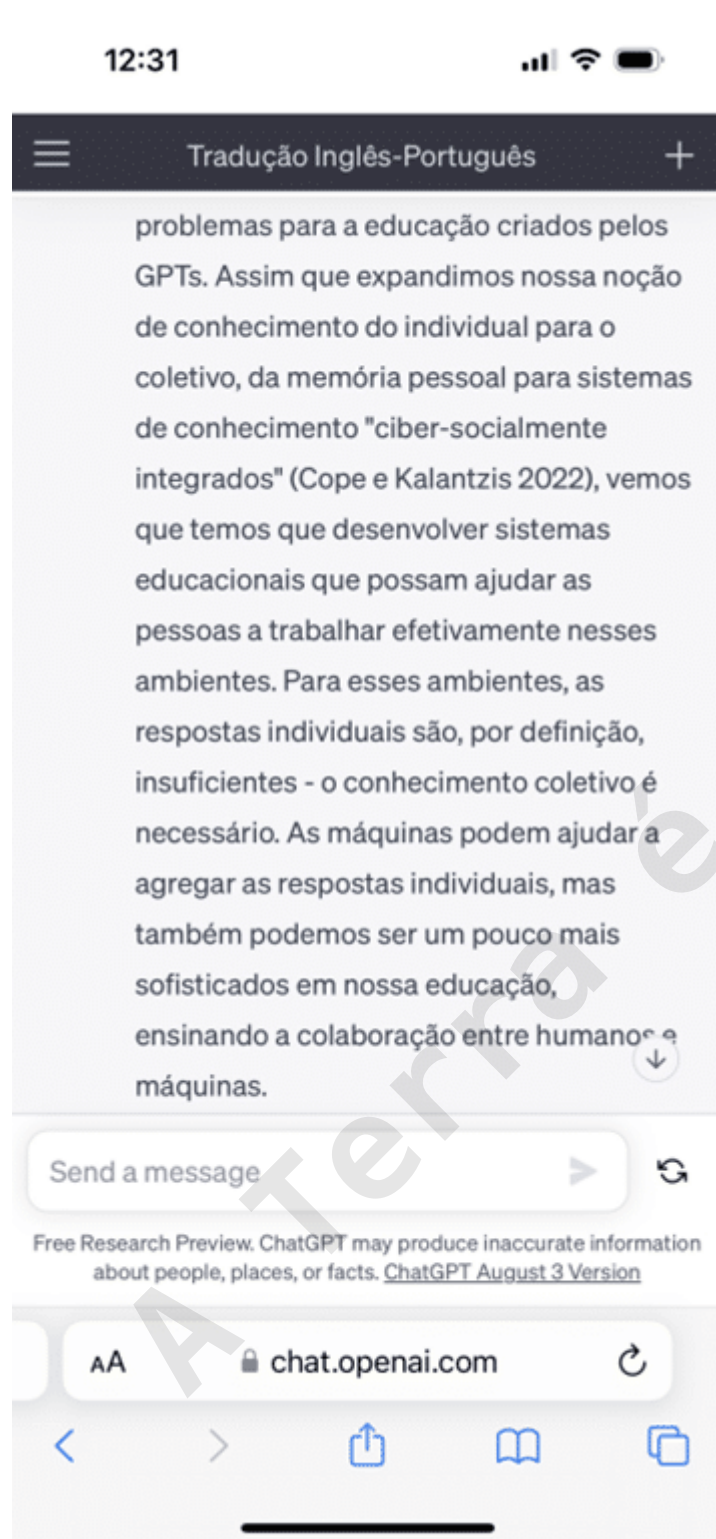 12:31
Tradução Inglês-Português
problemas para a educação criados pelos
GPTs. Assim que expandimos nossa noção
de conhecimento do individual para o
coletivo, da memória pessoal para sistemas
de conhecimento "ciber-socialmente
integrados" (Cope e Kalantzis 2022), vemos
que temos que desenvolver sistemas
educacionais que possam ajudar as
pessoas a trabalhar efetivamente nesses
ambientes. Para esses ambientes, as
respostas individuais são, por definição,
insuficientes - o conhecimento coletivo é
necessário. As máquinas podem ajudar a
agregar as respostas individuais, mas
também podemos ser um pouco mais
sofisticados em nossa educação,
ensinando a colaboração entre humanos e
máquinas.
Send a message
Free Research Preview. ChatGPT may produce inaccurate information
about people, places, or facts. ChatGPT August 3 Version
AA chat.openai.com
A Terra é